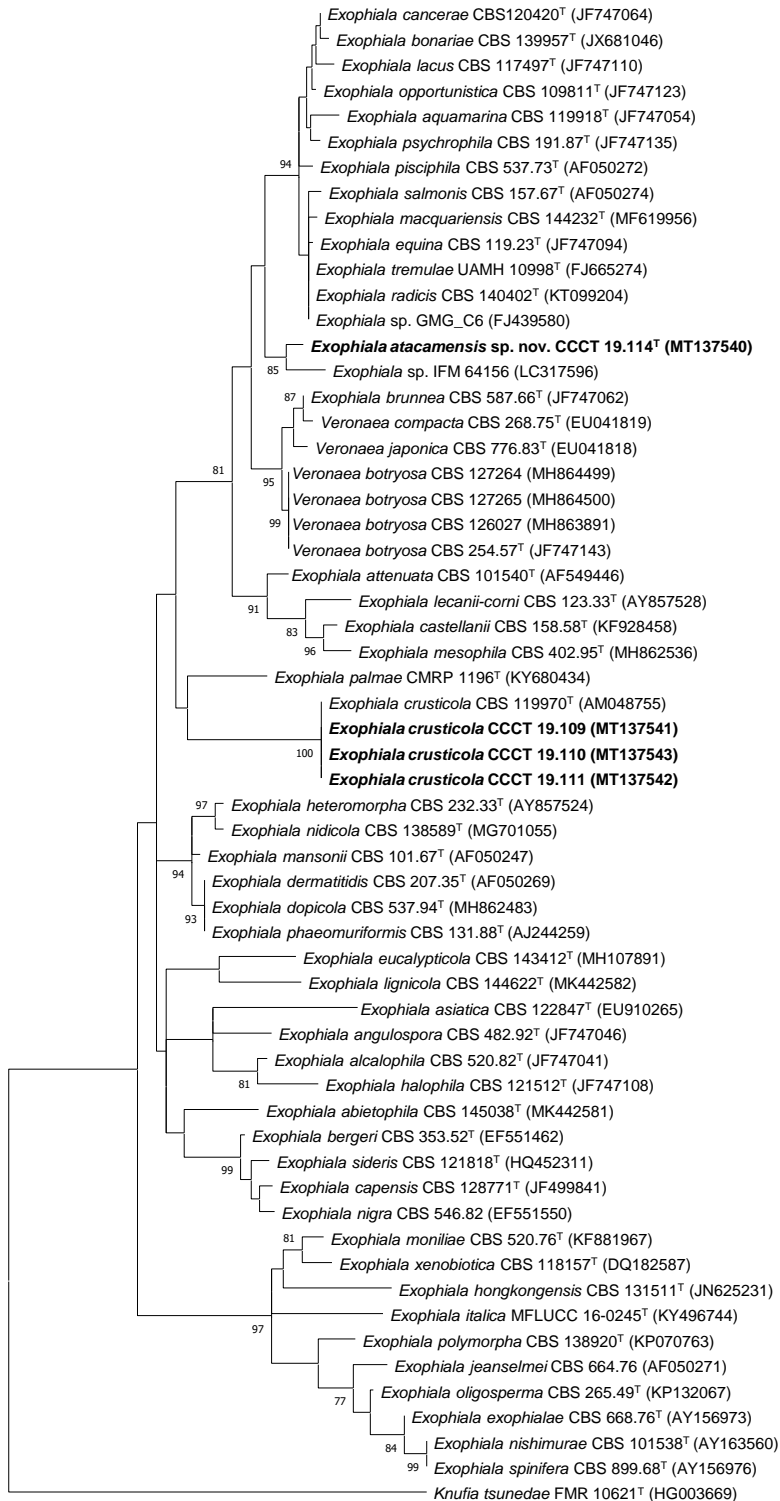 Exophiala cancerae CBS120420ᵀ (JF747064)
Exophiala bonariae CBS 139957ᵀ (JX681046)
Exophiala lacus CBS 117497ᵀ (JF747110)
Exophiala opportunistica CBS 109811ᵀ (JF747123)
Exophiala aquamarina CBS 119918ᵀ (JF747054)
Exophiala psychrophila CBS 191.87ᵀ (JF747135)
94
Exophiala pisciphila CBS 537.73ᵀ (AF050272)
Exophiala salmonis CBS 157.67ᵀ (AF050274)
Exophiala macquariensis CBS 144232ᵀ (MF619956)
Exophiala equina CBS 119.23ᵀ (JF747094)
Exophiala tremulae UAMH 10998ᵀ (FJ665274)
Exophiala radicis CBS 140402ᵀ (KT099204)
Exophiala sp. GMG_C6 (FJ439580)
Exophiala atacamensis sp. nov. CCCT 19.114ᵀ (MT137540)
85
Exophiala sp. IFM 64156 (LC317596)
87
Exophiala brunnea CBS 587.66ᵀ (JF747062)
Veronaea compacta CBS 268.75ᵀ (EU041819)
Veronaea japonica CBS 776.83ᵀ (EU041818)
81
Veronaea botryosa CBS 127264 (MH864499)
95
Veronaea botryosa CBS 127265 (MH864500)
99
Veronaea botryosa CBS 126027 (MH863891)
Veronaea botryosa CBS 254.57ᵀ (JF747143)
Exophiala attenuata CBS 101540ᵀ (AF549446)
91
Exophiala lecanii-corni CBS 123.33ᵀ (AY857528)
83
Exophiala castellanii CBS 158.58ᵀ (KF928458)
96
Exophiala mesophila CBS 402.95ᵀ (MH862536)
Exophiala palmae CMRP 1196ᵀ (KY680434)
Exophiala crusticola CBS 119970ᵀ (AM048755)
Exophiala crusticola CCCT 19.109 (MT137541)
100
Exophiala crusticola CCCT 19.110 (MT137543)
Exophiala crusticola CCCT 19.111 (MT137542)
97
Exophiala heteromorpha CBS 232.33ᵀ (AY857524)
Exophiala nidicola CBS 138589ᵀ (MG701055)
Exophiala mansonii CBS 101.67ᵀ (AF050247)
94
Exophiala dermatitidis CBS 207.35ᵀ (AF050269)
Exophiala dopicola CBS 537.94ᵀ (MH862483)
93
Exophiala phaeomuriformis CBS 131.88ᵀ (AJ244259)
Exophiala eucalypticola CBS 143412ᵀ (MH107891)
Exophiala lignicola CBS 144622ᵀ (MK442582)
Exophiala asiatica CBS 122847ᵀ (EU910265)
Exophiala angulospora CBS 482.92ᵀ (JF747046)
Exophiala alcalophila CBS 520.82ᵀ (JF747041)
81
Exophiala halophila CBS 121512ᵀ (JF747108)
Exophiala abietophila CBS 145038ᵀ (MK442581)
Exophiala bergeri CBS 353.52ᵀ (EF551462)
99
Exophiala sideris CBS 121818ᵀ (HQ452311)
Exophiala capensis CBS 128771ᵀ (JF499841)
Exophiala nigra CBS 546.82 (EF551550)
81
Exophiala moniliae CBS 520.76ᵀ (KF881967)
Exophiala xenobiotica CBS 118157ᵀ (DQ182587)
Exophiala hongkongensis CBS 131511ᵀ (JN625231)
Exophiala italica MFLUCC 16-0245ᵀ (KY496744)
97
Exophiala polymorpha CBS 138920ᵀ (KP070763)
Exophiala jeanselmei CBS 664.76 (AF050271)
77
Exophiala oligosperma CBS 265.49ᵀ (KP132067)
Exophiala exophialae CBS 668.76ᵀ (AY156973)
84
Exophiala nishimurae CBS 101538ᵀ (AY163560)
99
Exophiala spinifera CBS 899.68ᵀ (AY156976)
Knufia tsunedae FMR 10621ᵀ (HG003669)